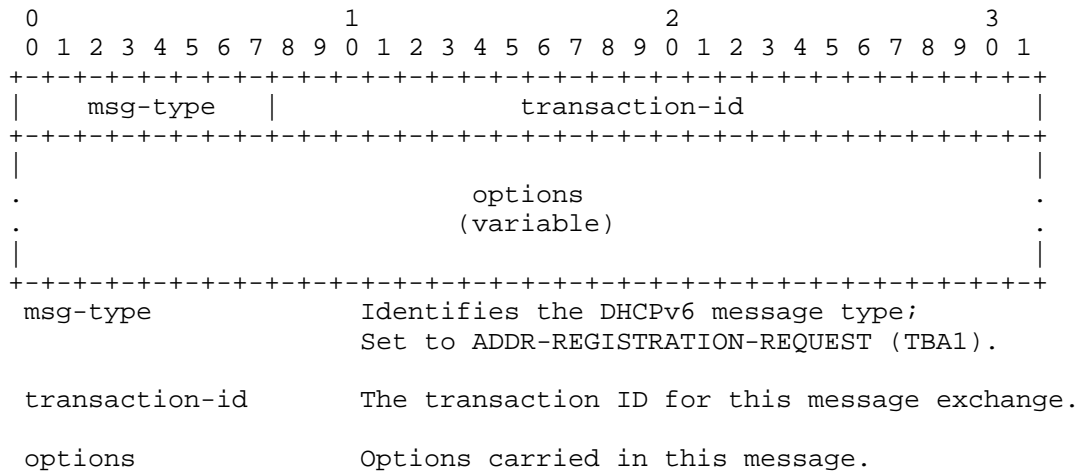 0                   1                   2                   3
 0 1 2 3 4 5 6 7 8 9 0 1 2 3 4 5 6 7 8 9 0 1 2 3 4 5 6 7 8 9 0 1
+-+-+-+-+-+-+-+-+-+-+-+-+-+-+-+-+-+-+-+-+-+-+-+-+-+-+-+-+-+-+-+-+
|    msg-type   |               transaction-id                  |
+-+-+-+-+-+-+-+-+-+-+-+-+-+-+-+-+-+-+-+-+-+-+-+-+-+-+-+-+-+-+-+-+
|                                                               |
.                            options                            .
.                           (variable)                          .
|                                                               |
+-+-+-+-+-+-+-+-+-+-+-+-+-+-+-+-+-+-+-+-+-+-+-+-+-+-+-+-+-+-+-+-+
 msg-type             Identifies the DHCPv6 message type;
                      Set to ADDR-REGISTRATION-REQUEST (TBA1).
 transaction-id       The transaction ID for this message exchange.
 options              Options carried in this message.